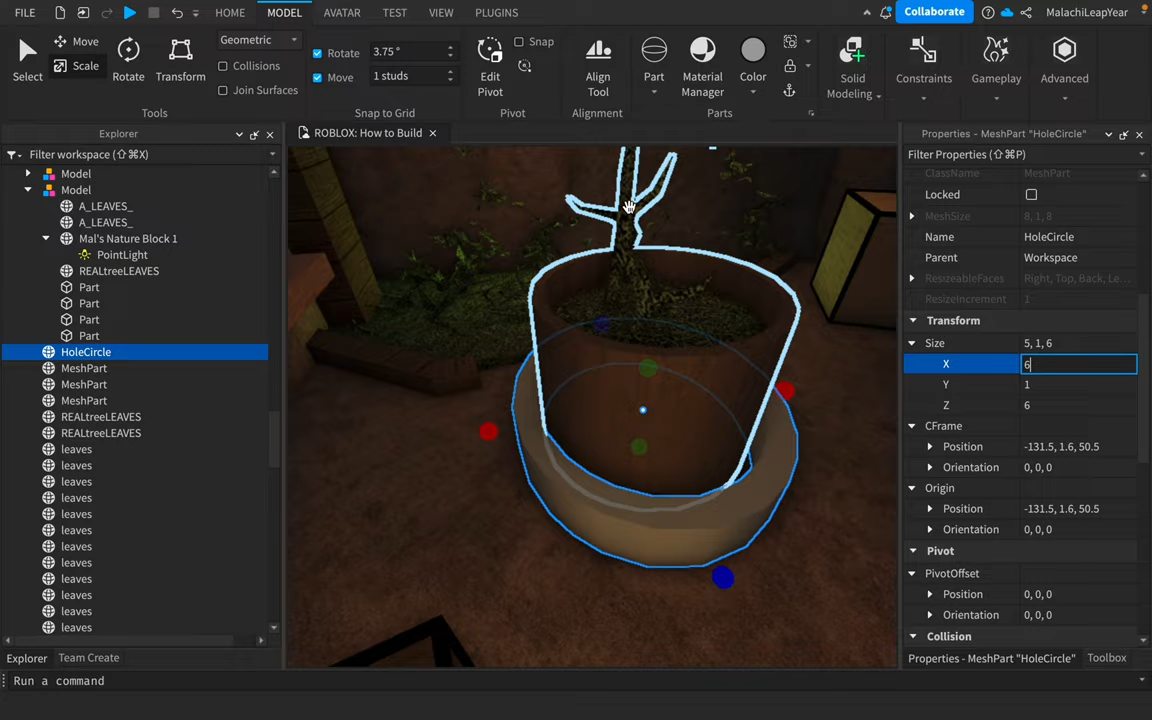 FILE HOME MODEL AVATAR TEST VIEW PLUGINS Collaborate MalachiLeapYear
Select Move Scale Rotate Transform
Geometric
Collisions
Join Surfaces
Rotate 3.75 °
Move 1 studs
Edit Pivot
Snap
Align Tool
Part
Material Manager
Color
Solid Modeling
Constraints
Gameplay
Advanced
Tools Snap to Grid Pivot Alignment Parts
Explorer
Filter workspace (⇧⌘X)
Model
Model
A_LEAVES_
A_LEAVES_
Mal's Nature Block 1
PointLight
REALtreeLEAVES
Part
Part
Part
Part
HoleCircle
MeshPart
MeshPart
MeshPart
REALtreeLEAVES
REALtreeLEAVES
leaves
leaves
leaves
leaves
leaves
leaves
leaves
leaves
leaves
leaves
leaves
leaves
Explorer Team Create
ROBLOX: How to Build
Properties - MeshPart "HoleCircle"
Filter Properties (⇧⌘P)
ClassName MeshPart
Locked
MeshSize 8, 1, 8
Name HoleCircle
Parent Workspace
ResizeableFaces Right, Top, Back, Le...
ResizeIncrement 1
Transform
Size 5, 1, 6
X 6
Y 1
Z 6
CFrame
Position -131.5, 1.6, 50.5
Orientation 0, 0, 0
Origin
Position -131.5, 1.6, 50.5
Orientation 0, 0, 0
Pivot
PivotOffset
Position 0, 0, 0
Orientation 0, 0, 0
Collision
Properties - MeshPart "HoleCircle" Toolbox
Run a command